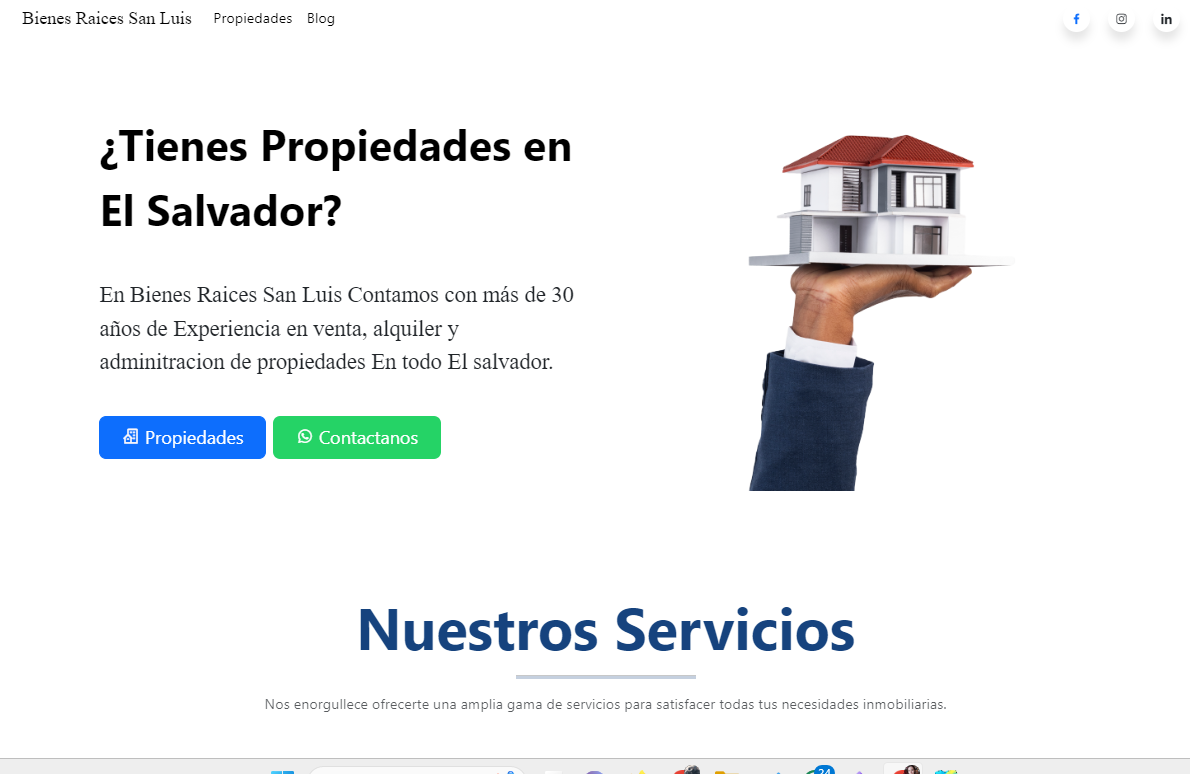 Bienes Raices San Luis Propiedades Blog
¿Tienes Propiedades en
El Salvador?
En Bienes Raices San Luis Contamos con más de 30
años de Experiencia en venta, alquiler y
adminitracion de propiedades En todo El salvador.
Propiedades Contactanos
Nuestros Servicios
Nos enorgullece ofrecerte una amplia gama de servicios para satisfacer todas tus necesidades inmobiliarias.
24